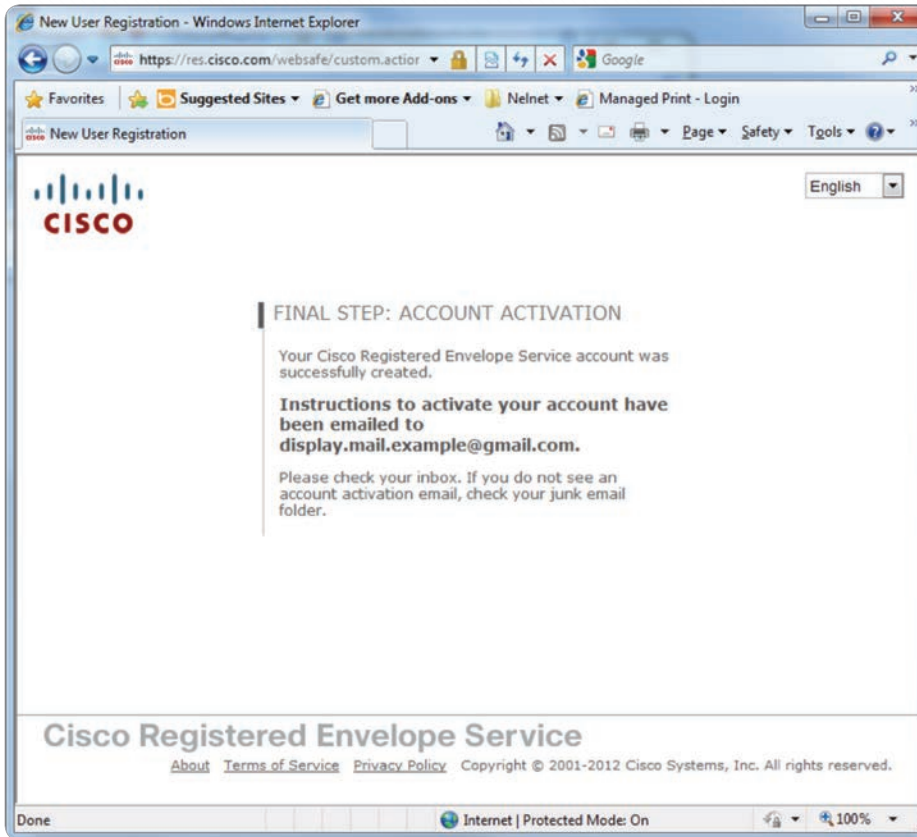 New User Registration - Windows Internet Explorer
https://res.cisco.com/websafe/custom.action
Google
Favorites Suggested Sites Get more Add-ons Nelnet Managed Print - Login
New User Registration
Page Safety Tools
CISCO
English
FINAL STEP: ACCOUNT ACTIVATION
Your Cisco Registered Envelope Service account was
successfully created.
Instructions to activate your account have
been emailed to
display.mail.example@gmail.com.
Please check your inbox. If you do not see an
account activation email, check your junk email
folder.
Cisco Registered Envelope Service
About Terms of Service Privacy Policy Copyright © 2001-2012 Cisco Systems, Inc. All rights reserved.
Done
Internet | Protected Mode: On
100%